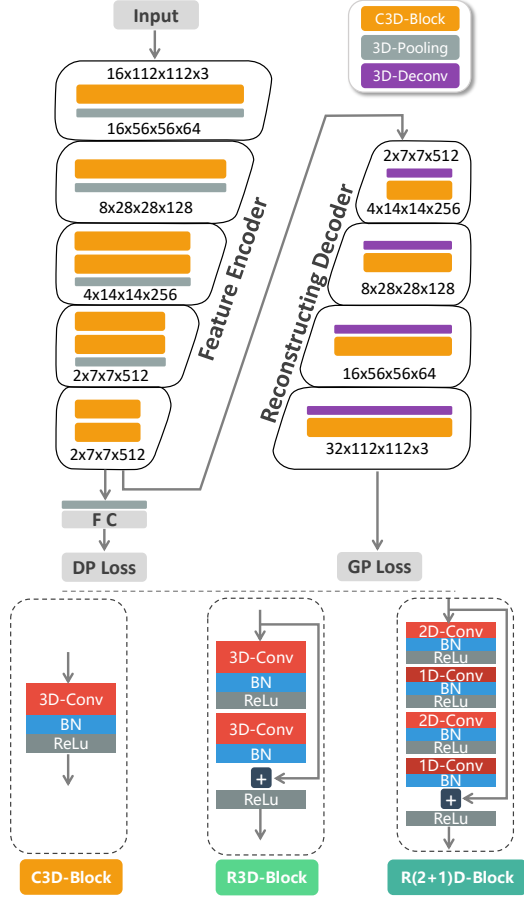 Input
C3D-Block
3D-Pooling
3D-Deconv
16x112x112x3
16x56x56x64
8x28x28x128
4x14x14x256
2x7x7x512
2x7x7x512
Feature Encoder
F C
DP Loss
2x7x7x512
4x14x14x256
8x28x28x128
16x56x56x64
32x112x112x3
Reconstructing Decoder
GP Loss
3D-Conv
BN
ReLu
C3D-Block
3D-Conv
BN
ReLu
3D-Conv
BN
+
ReLu
R3D-Block
2D-Conv
BN
ReLu
1D-Conv
BN
ReLu
2D-Conv
BN
ReLu
1D-Conv
BN
+
ReLu
R(2+1)D-Block